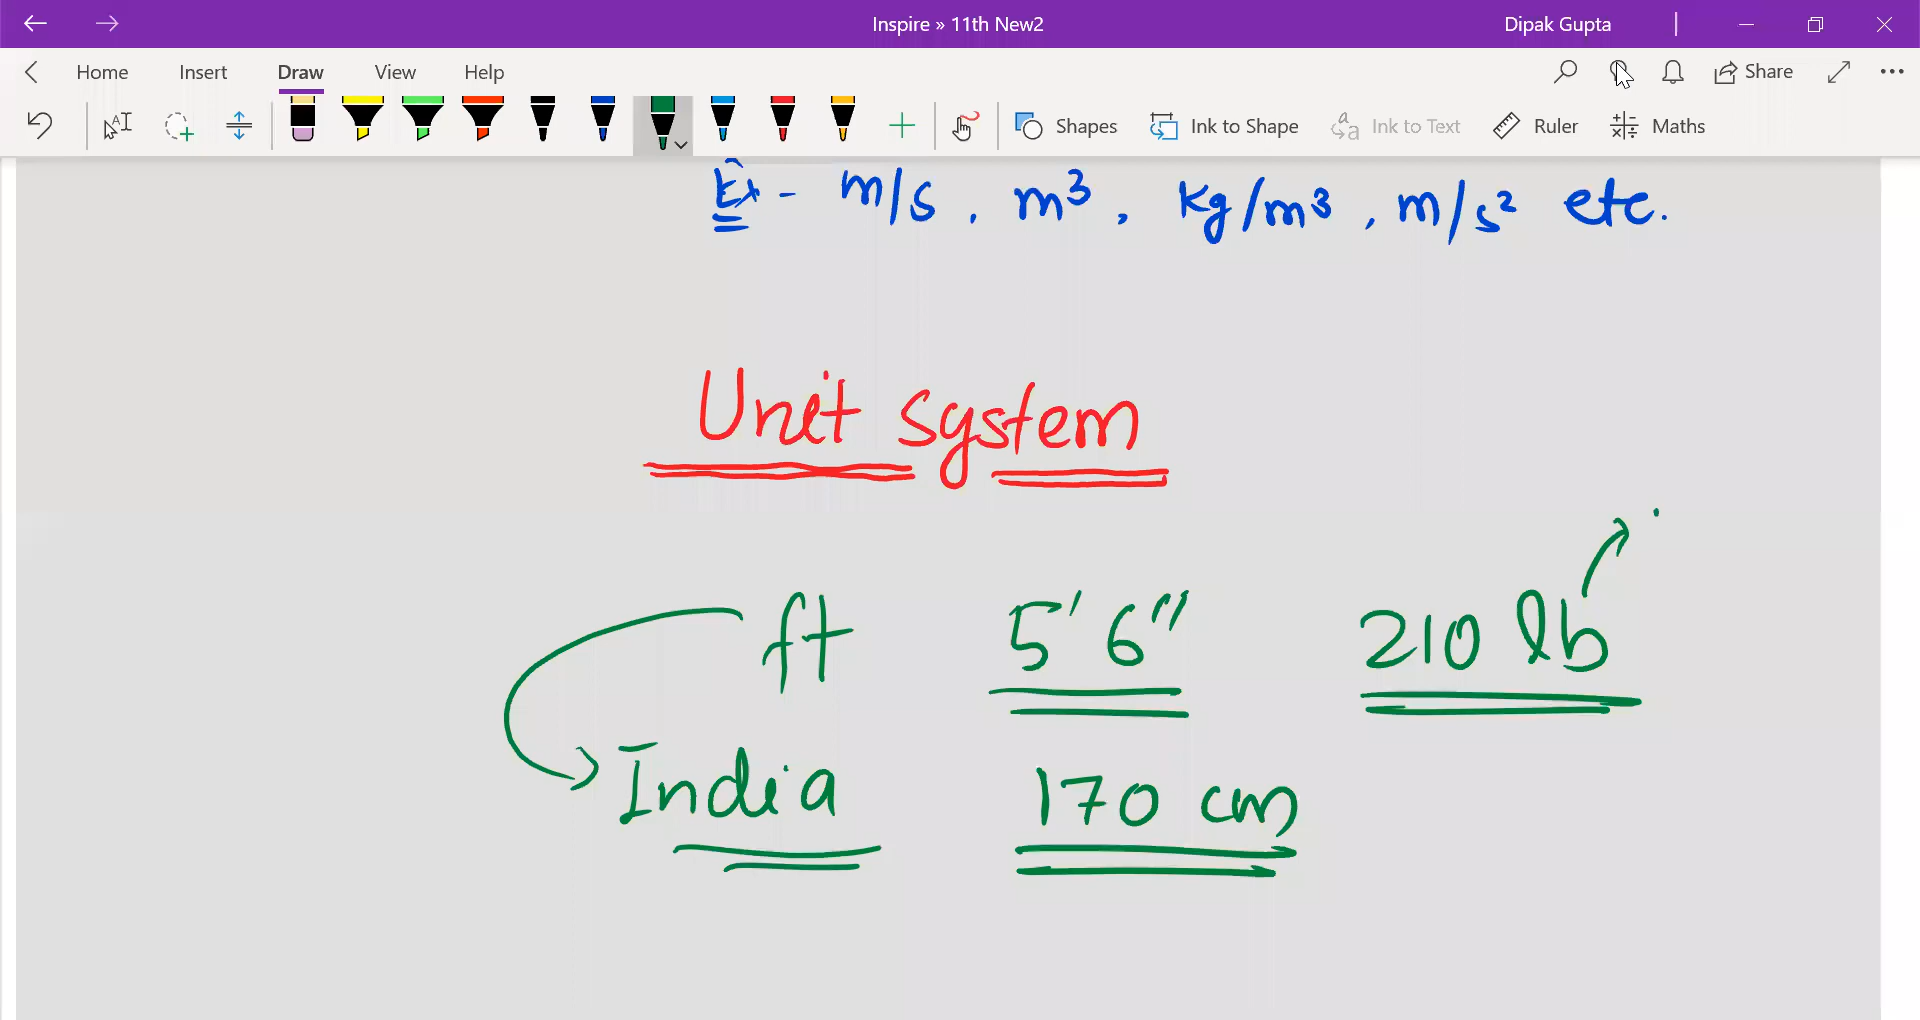 Inspire » 11th New2
Dipak Gupta
Home Insert Draw View Help
Share
Shapes Ink to Shape Ink to Text Ruler Maths
Ex - m/s , m³ , kg/m³ , m/s² etc.
Unit system
ft 5' 6" 210 lb
India 170 cm